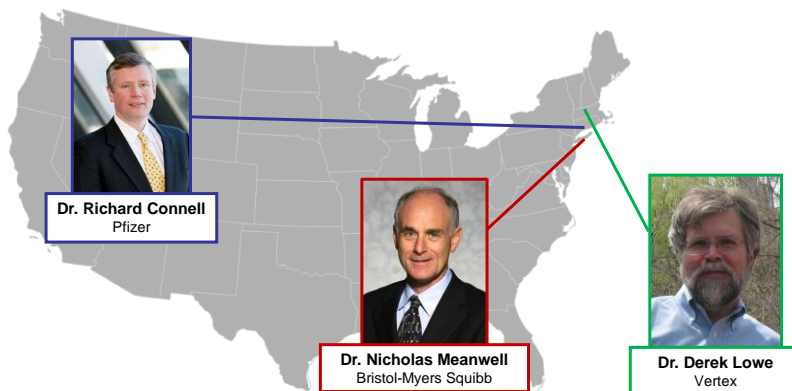 Dr. Richard Connell
Pfizer
Dr. Nicholas Meanwell
Bristol-Myers Squibb
Dr. Derek Lowe
Vertex